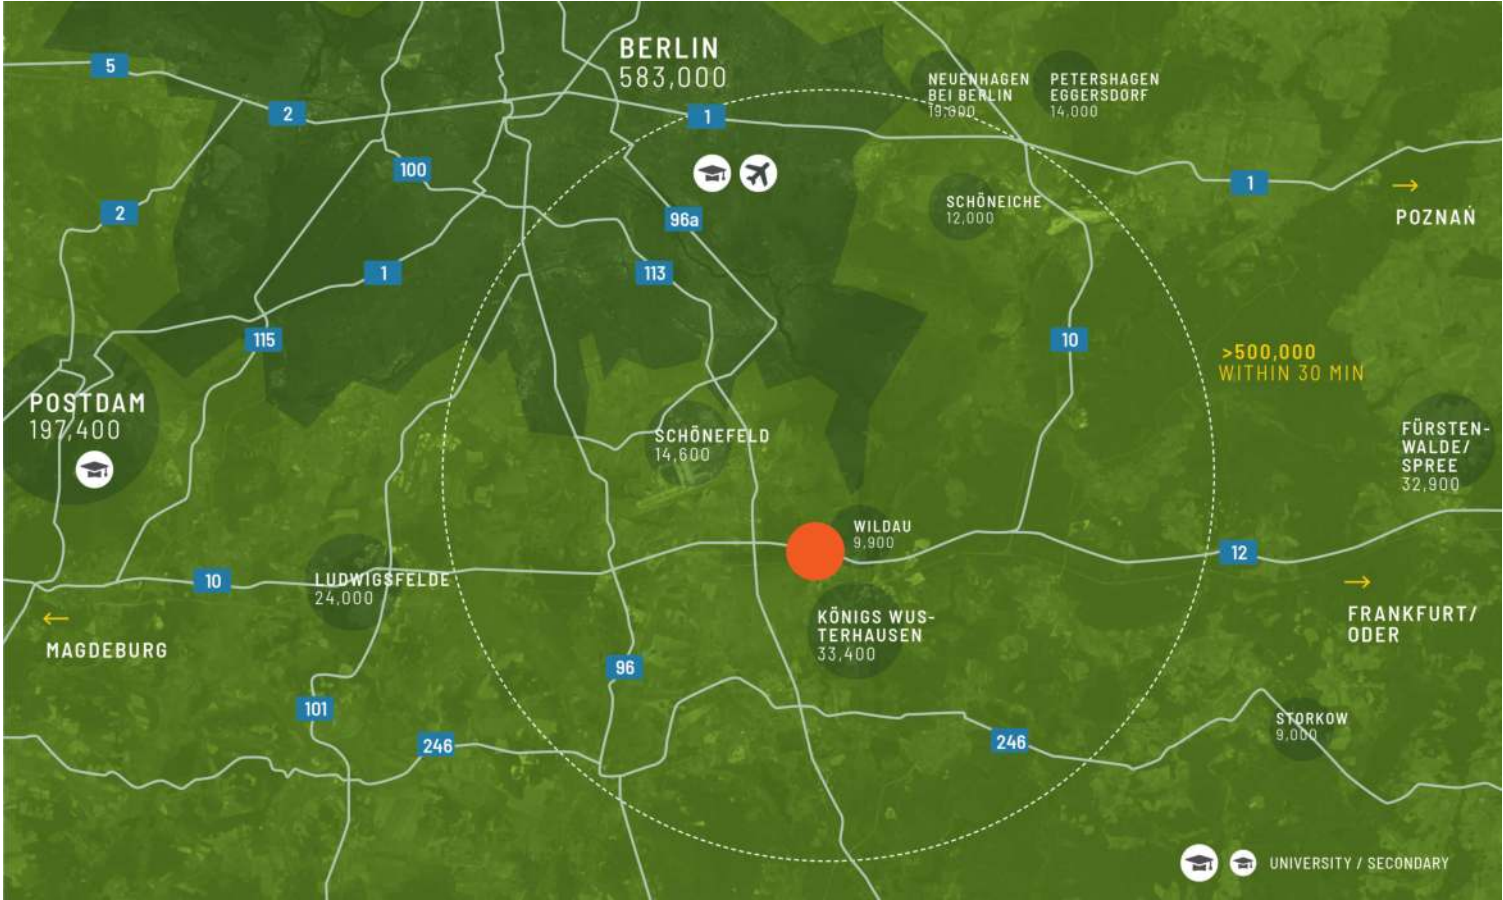 BERLIN
583,000
5
2
1
NEUENHAGEN
BEI BERLIN
19,000
PETERSHAGEN
EGGERSDORF
14,000
100
2
96a
SCHÖNEICHE
12,000
1
POZNAŃ
1
113
115
10
>500,000
WITHIN 30 MIN
POSTDAM
197,400
SCHÖNEFELD
14,600
FÜRSTEN-
WALDE/
SPREE
32,900
WILDAU
9,900
12
10
LUDWIGSFELDE
24,000
KÖNIGS WUS-
TERHAUSEN
33,400
FRANKFURT/
ODER
MAGDEBURG
96
101
246
246
STORKOW
9,000
UNIVERSITY / SECONDARY